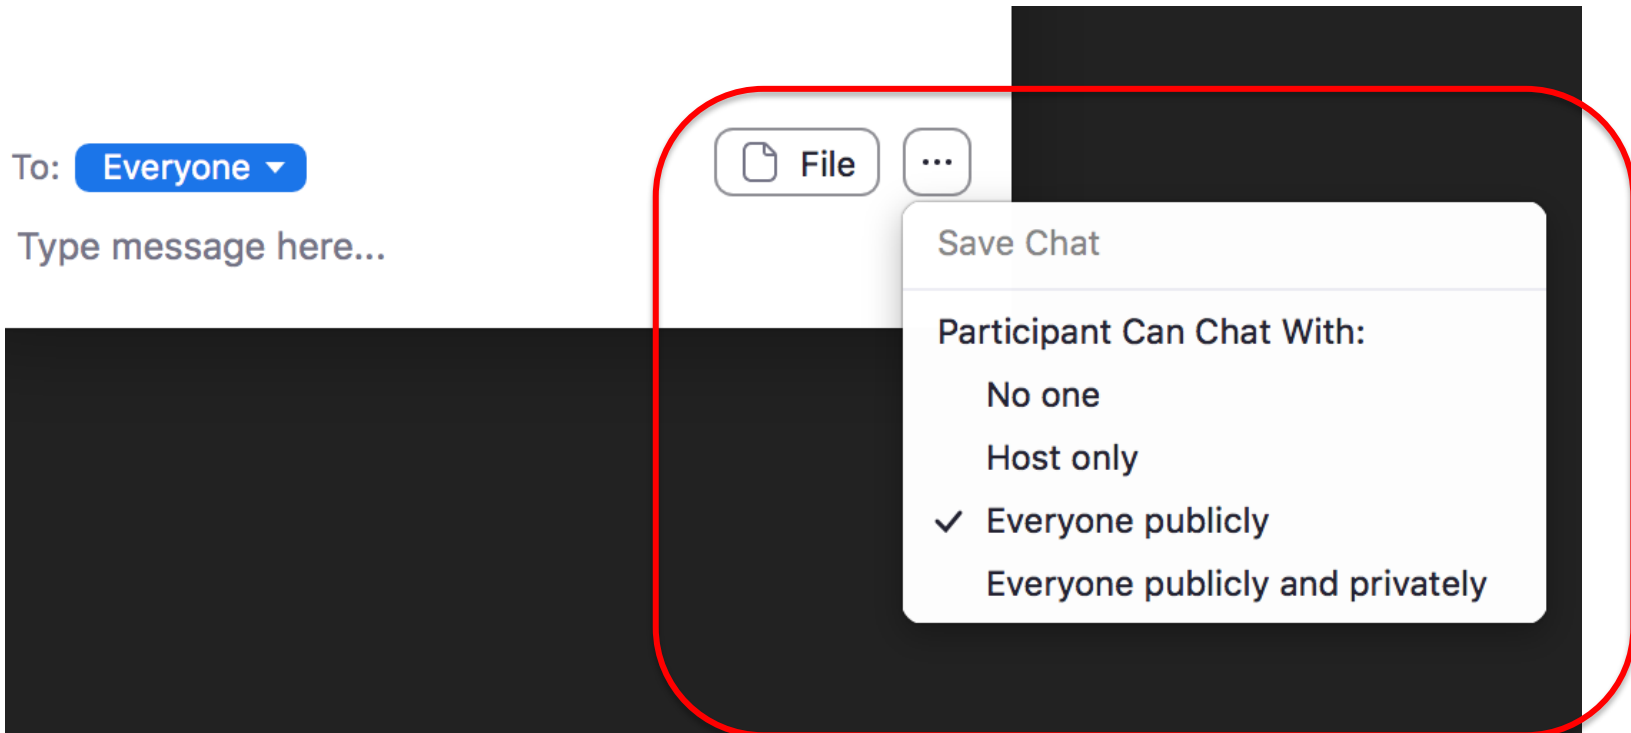 To: Everyone
File ...
Type message here...
Save Chat
Participant Can Chat With:
No one
Host only
Everyone publicly
Everyone publicly and privately